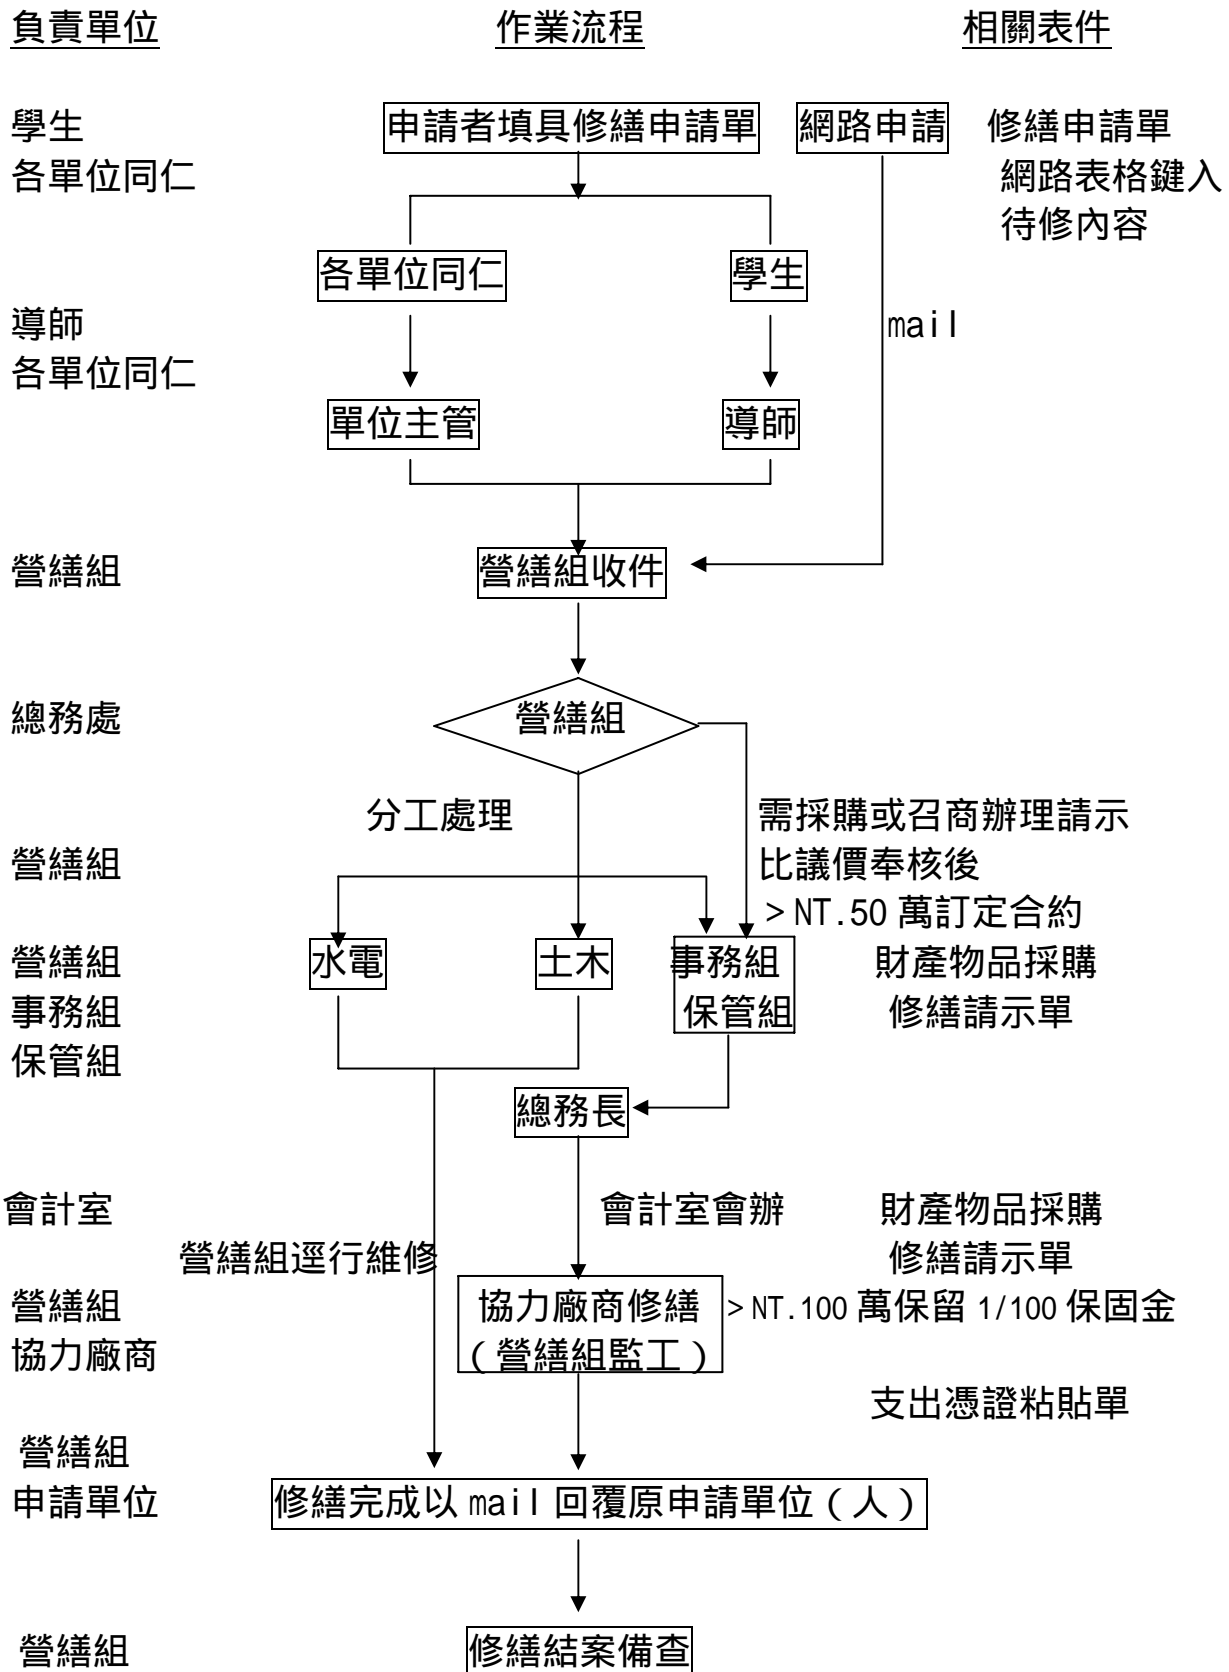 負責單位 作業流程 相關表件
學生 申請者填具修繕申請單 網路申請 修繕申請單
各單位同仁 網路表格鍵入
待修內容
各單位同仁 學生
導師 mail
各單位同仁
單位主管 導師
營繕組 營繕組收件
總務處 營繕組
分工處理 需採購或召商辦理請示
營繕組 比議價奉核後
>NT.50 萬訂定合約
營繕組 水電 土木 事務組 財產物品採購
事務組 保管組 修繕請示單
保管組
總務長
會計室 會計室會辦 財產物品採購
營繕組逕行維修 修繕請示單
營繕組 協力廠商修繕 >NT.100 萬保留 1/100 保固金
協力廠商 (營繕組監工)
支出憑證粘貼單
營繕組
申請單位 修繕完成以 mail 回覆原申請單位(人)
營繕組 修繕結案備查